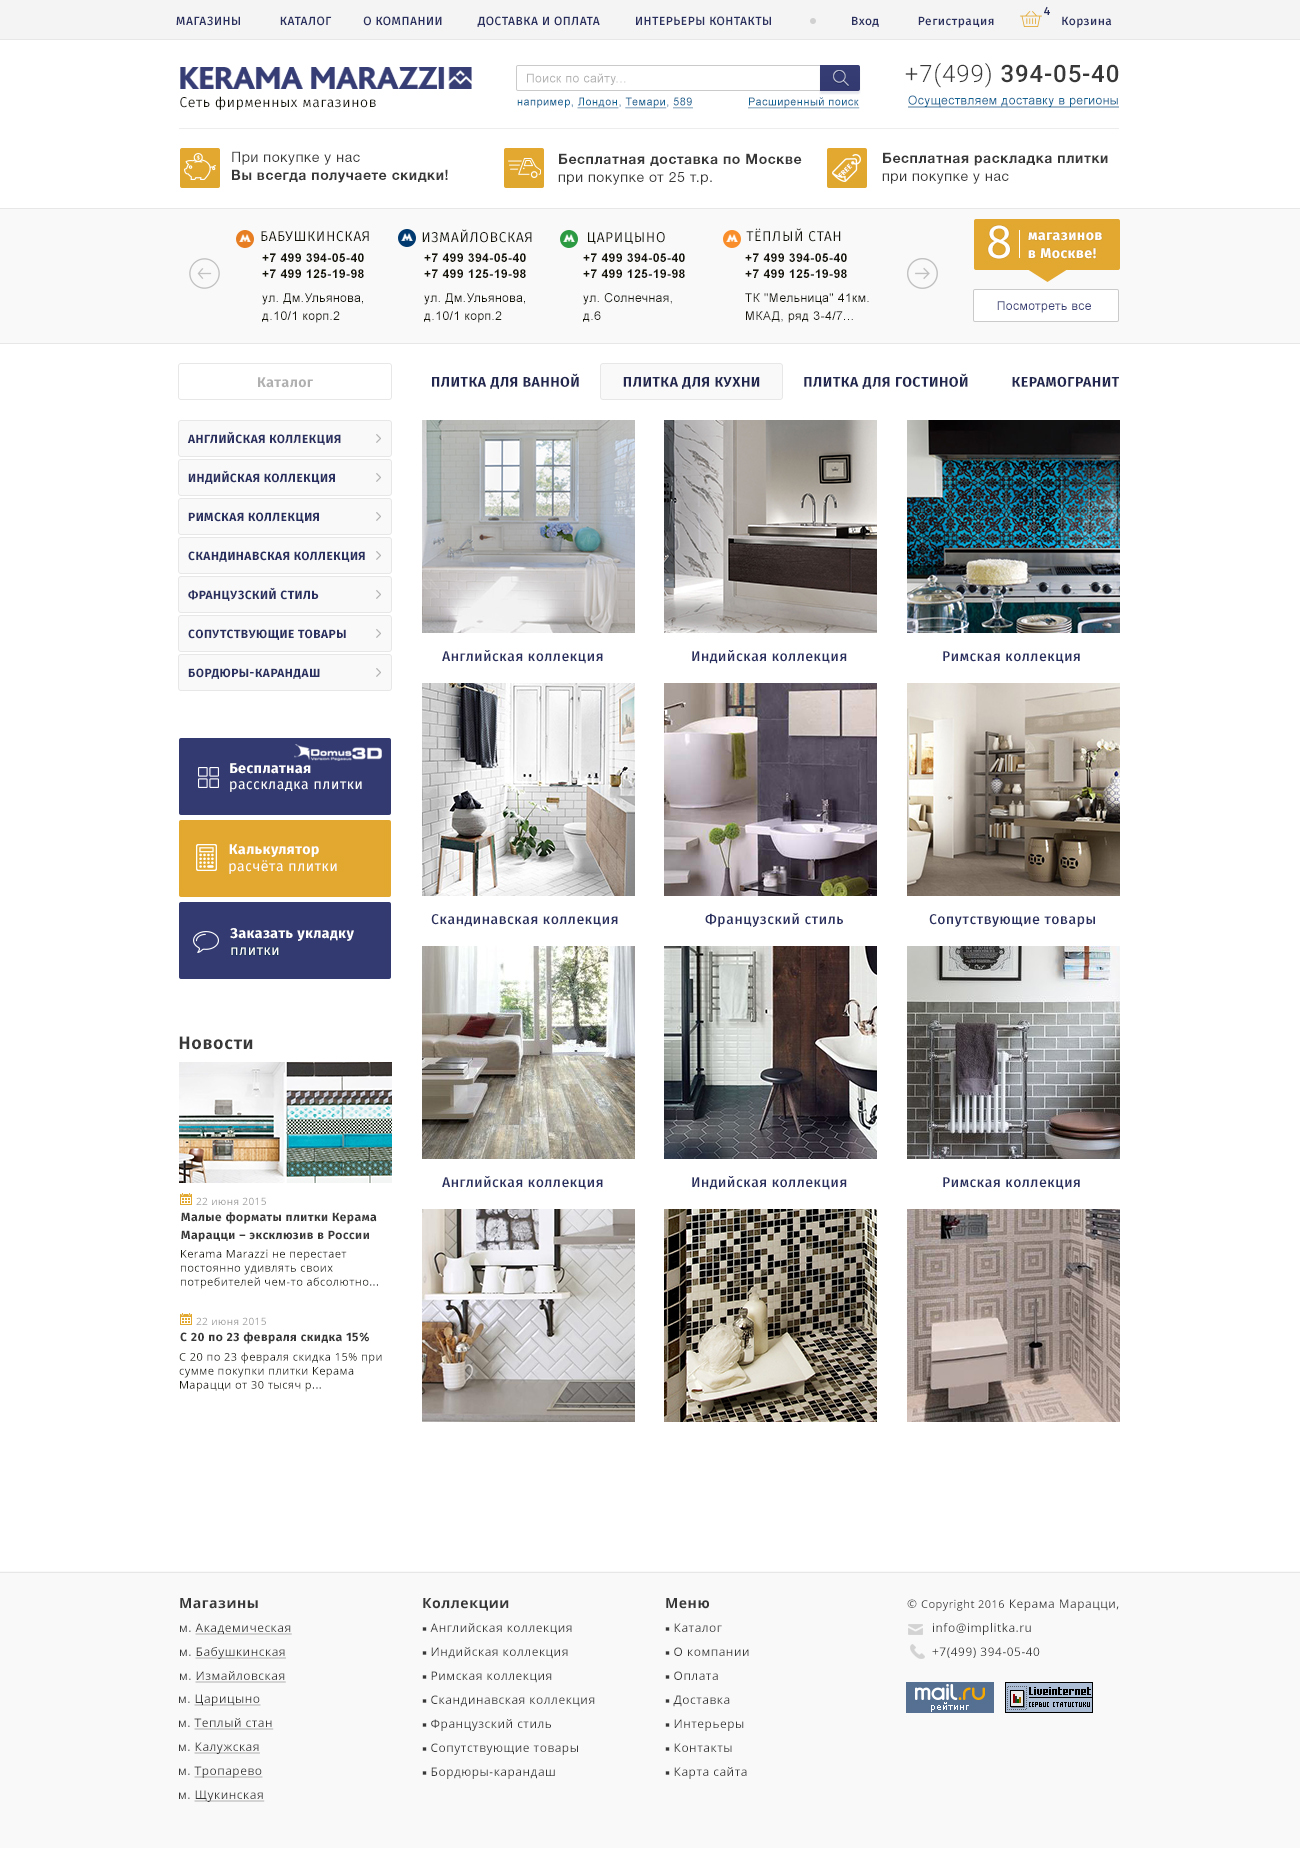 МАГАЗИНЫ КАТАЛОГ О КОМПАНИИ ДОСТАВКА И ОПЛАТА ИНТЕРЬЕРЫ КОНТАКТЫ Вход Регистрация 4 Корзина
KERAMA MARAZZI
Сеть фирменных магазинов
Поиск по сайту...
например, Лондон, Темари, 589 Расширенный поиск
+7(499) 394-05-40
Осуществляем доставку в регионы
При покупке у нас
Вы всегда получаете скидки!
Бесплатная доставка по Москве
при покупке от 25 т.р.
FREE
Бесплатная раскладка плитки
при покупке у нас
БАБУШКИНСКАЯ
+7 499 394-05-40
+7 499 125-19-98
ул. Дм.Ульянова,
д.10/1 корп.2
ИЗМАЙЛОВСКАЯ
+7 499 394-05-40
+7 499 125-19-98
ул. Дм.Ульянова,
д.10/1 корп.2
ЦАРИЦЫНО
+7 499 394-05-40
+7 499 125-19-98
ул. Солнечная,
д.6
ТЁПЛЫЙ СТАН
+7 499 394-05-40
+7 499 125-19-98
ТК "Мельница" 41км.
МКАД, ряд 3-4/7...
8 магазинов
в Москве!
Посмотреть все
Каталог
ПЛИТКА ДЛЯ ВАННОЙ ПЛИТКА ДЛЯ КУХНИ ПЛИТКА ДЛЯ ГОСТИНОЙ КЕРАМОГРАНИТ
АНГЛИЙСКАЯ КОЛЛЕКЦИЯ
ИНДИЙСКАЯ КОЛЛЕКЦИЯ
РИМСКАЯ КОЛЛЕКЦИЯ
СКАНДИНАВСКАЯ КОЛЛЕКЦИЯ
ФРАНЦУЗСКИЙ СТИЛЬ
СОПУТСТВУЮЩИЕ ТОВАРЫ
БОРДЮРЫ-КАРАНДАШ
Domus3D
Version Pegasus
Бесплатная
расскладка плитки
Калькулятор
расчёта плитки
Заказать укладку
плитки
Новости
22 июня 2015
Малые форматы плитки Керама
Марацци – эксклюзив в России
Kerama Marazzi не перестает
постоянно удивлять своих
потребителей чем-то абсолютно...
22 июня 2015
С 20 по 23 февраля скидка 15%
С 20 по 23 февраля скидка 15% при
сумме покупки плитки Керама
Марацци от 30 тысяч р...
Английская коллекция Индийская коллекция Римская коллекция
Скандинавская коллекция Французский стиль Сопутствующие товары
Английская коллекция Индийская коллекция Римская коллекция
Магазины
м. Академическая
м. Бабушкинская
м. Измайловская
м. Царицыно
м. Теплый стан
м. Калужская
м. Тропарево
м. Щукинская
Коллекции
▪ Английская коллекция
▪ Индийская коллекция
▪ Римская коллекция
▪ Скандинавская коллекция
▪ Французский стиль
▪ Сопутствующие товары
▪ Бордюры-карандаш
Меню
▪ Каталог
▪ О компании
▪ Оплата
▪ Доставка
▪ Интерьеры
▪ Контакты
▪ Карта сайта
© Copyright 2016 Керама Марацци,
info@implitka.ru
+7(499) 394-05-40
mail.ru
рейтинг
Liveinternet
СЕРВИС СТАТИСТИКИ